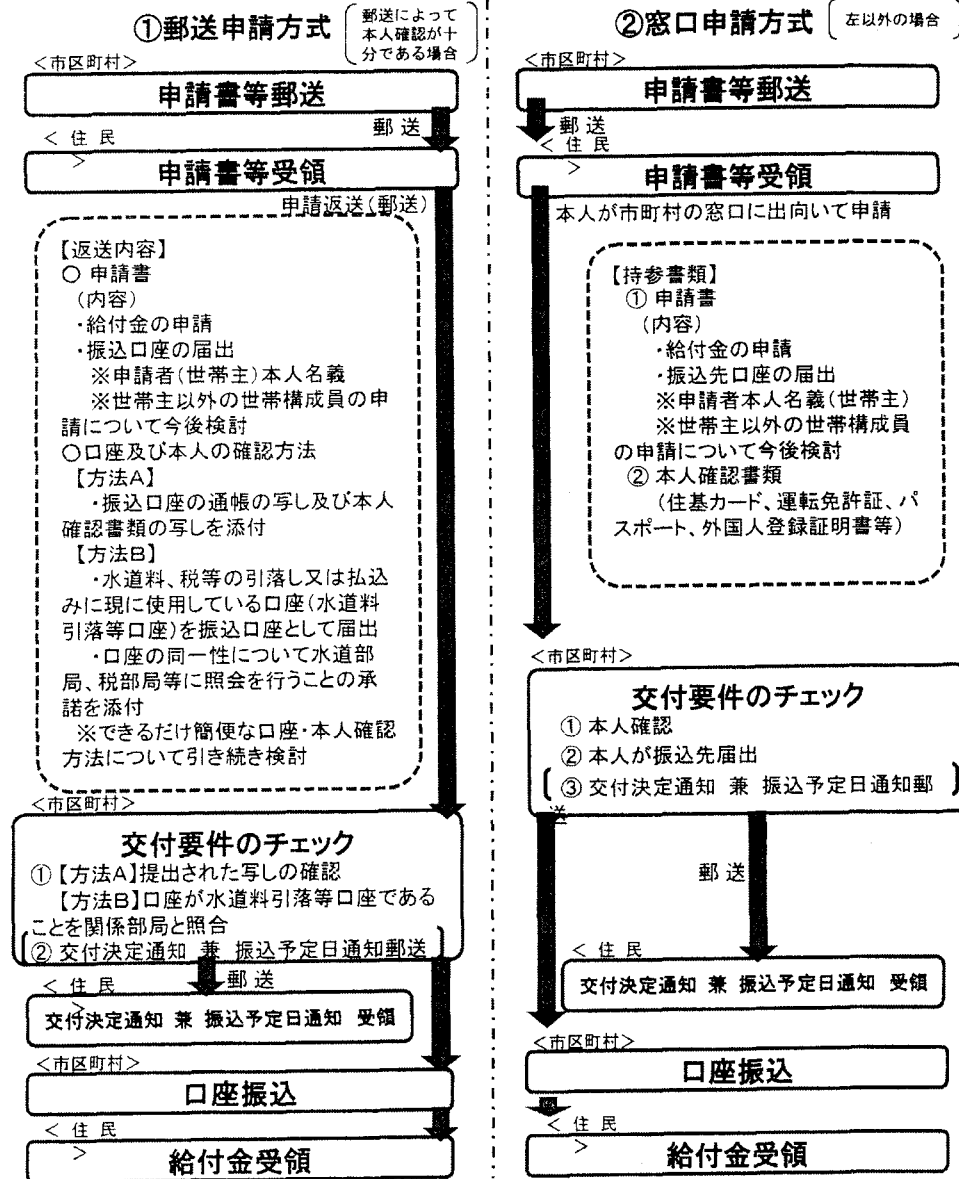 ①郵送申請方式
郵送によって
本人確認が十
分である場合
<市区町村>
申請書等郵送
郵 送
< 住 民
>
申請書等受領
申請返送(郵送)
【返送内容】
○ 申請書
(内容)
・給付金の申請
・振込口座の届出
※申請者(世帯主)本人名義
※世帯主以外の世帯構成員の申
請について今後検討
○口座及び本人の確認方法
【方法A】
・振込口座の通帳の写し及び本人
確認書類の写しを添付
【方法B】
・水道料、税等の引落し又は払込
みに現に使用している口座(水道料
引落等口座)を振込口座として届出
・口座の同一性について水道部
局、税部局等に照会を行うことの承
諾を添付
※できるだけ簡便な口座・本人確認
方法について引き続き検討
<市区町村>
交付要件のチェック
①【方法A】提出された写しの確認
【方法B】口座が水道料引落等口座である
ことを関係部局と照合
② 交付決定通知 兼 振込予定日通知郵送
郵 送
< 住 民
>
交付決定通知 兼 振込予定日通知 受領
<市区町村>
口座振込
< 住 民
>
給付金受領
②窓口申請方式
左以外の場合
<市区町村>
申請書等郵送
郵 送
< 住 民
>
申請書等受領
本人が市町村の窓口に出向いて申請
【持参書類】
① 申請書
(内容)
・給付金の申請
・振込先口座の届出
※申請者本人名義(世帯主)
※世帯主以外の世帯構成員
の申請について今後検討
② 本人確認書類
(住基カード、運転免許証、パ
スポート、外国人登録証明書等)
<市区町村>
交付要件のチェック
① 本人確認
② 本人が振込先届出
③ 交付決定通知 兼 振込予定日通知郵
送
郵 送
< 住 民
交付決定通知 兼 振込予定日通知 受領
<市区町村>
口座振込
< 住 民
>
給付金受領